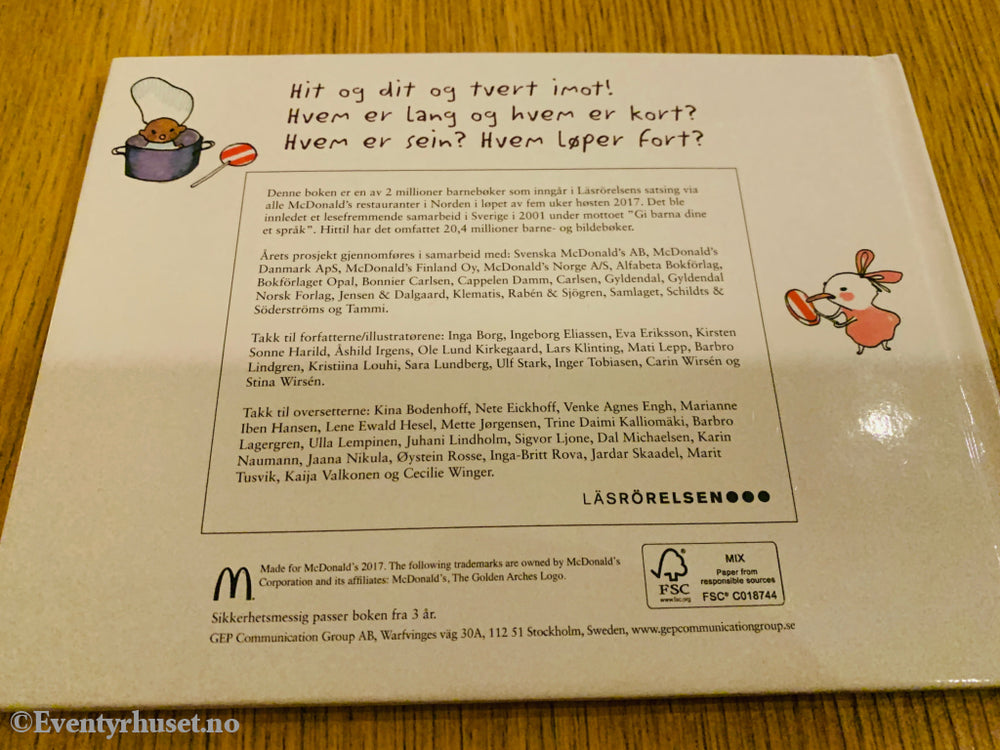 Hit og dit og tvert imot!
Hvem er lang og hvem er kort?
Hvem er sein? Hvem løper fort?
Denne boken er en av 2 millioner barnebøker som inngår i Läsrörelsens satsing via
alle McDonald's restauranter i Norden i løpet av fem uker høsten 2017. Det ble
innledet et lesefremmende samarbeid i Sverige i 2001 under mottoet "Gi barna dine
et språk". Hittil har det omfattet 20,4 millioner barne- og bildebøker.
Årets prosjekt gjennomføres i samarbeid med: Svenska McDonald's AB, McDonald's
Danmark ApS, McDonald's Finland Oy, McDonald's Norge A/S, Alfabeta Bokförlag,
Bokförlaget Opal, Bonnier Carlsen, Cappelen Damm, Carlsen, Gyldendal, Gyldendal
Norsk Forlag, Jensen & Dalgaard, Klematis, Rabén & Sjögren, Samlaget, Schildts &
Söderströms og Tammi.
Takk til forfatterne/illustratørene: Inga Borg, Ingeborg Eliassen, Eva Eriksson, Kirsten
Sonne Harild, Åshild Irgens, Ole Lund Kirkegaard, Lars Klinting, Mati Lepp, Barbro
Lindgren, Kristiina Louhi, Sara Lundberg, Ulf Stark, Inger Tobiasen, Carin Wirsén og
Stina Wirsén.
Takk til oversetterne: Kina Bodenhoff, Nete Eickhoff, Venke Agnes Engh, Marianne
Iben Hansen, Lene Ewald Hesel, Mette Jørgensen, Trine Daimi Kalliomäki, Barbro
Lagergren, Ulla Lempinen, Juhani Lindholm, Sigvor Ljone, Dal Michaelsen, Karin
Naumann, Jaana Nikula, Øystein Rosse, Inga-Britt Rova, Jardar Skaadel, Marit
Tusvik, Kaija Valkonen og Cecilie Winger.
LÄSRÖRELSEN●●●
Made for McDonald's 2017. The following trademarks are owned by McDonald's
Corporation and its affiliates: McDonald's, The Golden Arches Logo.
FSC
www.fsc.org
MIX
Paper from
responsible sources
FSC® C018744
Sikkerhetsmessig passer boken fra 3 år.
GEP Communication Group AB, Warfvinges väg 30A, 112 51 Stockholm, Sweden, www.gepcommunicationgroup.se
©Eventyrhuset.no